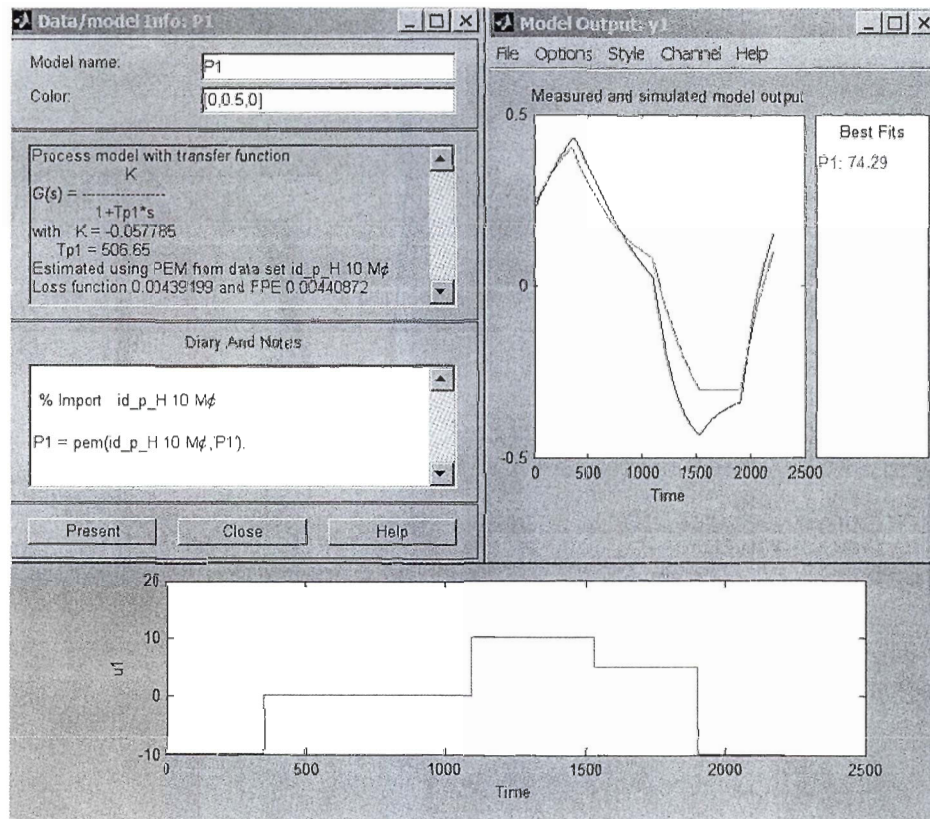 Data/model Info: P1
Model name:
P1
Color:
[0,0.5,0]
Process model with transfer function
K
G(s) = ----------------
1+Tp1*s
with K = -0.057785
Tp1 = 506.65
Estimated using PEM from data set id_p_H 10 M¢
Loss function 0.00439199 and FPE 0.00440872
Diary And Notes
% Import id_p_H 10 M¢
P1 = pem(id_p_H 10 M¢,'P1').
Present
Close
Help
Model Output: y1
File Options Style Channel Help
Measured and simulated model output
0.5
0
-0.5
0 500 1000 1500 2000 2500
Time
Best Fits
P1: 74.29
20
10
0
-10
u1
0 500 1000 1500 2000 2500
Time